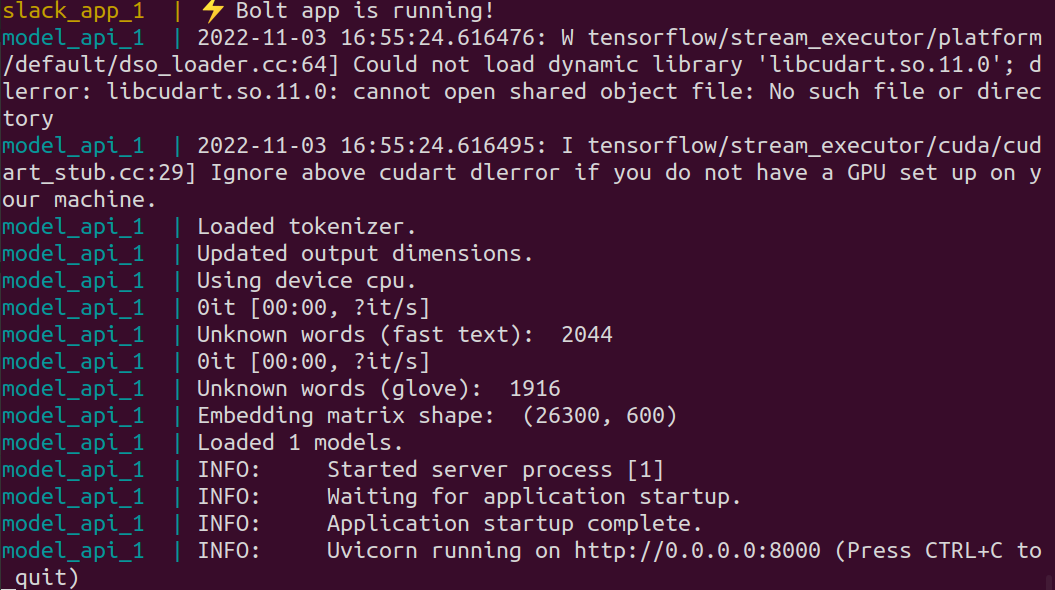 slack_app_1  | ⚡ Bolt app is running!
model_api_1  | 2022-11-03 16:55:24.616476: W tensorflow/stream_executor/platform
/default/dso_loader.cc:64] Could not load dynamic library 'libcudart.so.11.0'; d
lerror: libcudart.so.11.0: cannot open shared object file: No such file or direc
tory
model_api_1  | 2022-11-03 16:55:24.616495: I tensorflow/stream_executor/cuda/cud
art_stub.cc:29] Ignore above cudart dlerror if you do not have a GPU set up on y
our machine.
model_api_1  | Loaded tokenizer.
model_api_1  | Updated output dimensions.
model_api_1  | Using device cpu.
model_api_1  | 0it [00:00, ?it/s]
model_api_1  | Unknown words (fast text):  2044
model_api_1  | 0it [00:00, ?it/s]
model_api_1  | Unknown words (glove):  1916
model_api_1  | Embedding matrix shape:  (26300, 600)
model_api_1  | Loaded 1 models.
model_api_1  | INFO:     Started server process [1]
model_api_1  | INFO:     Waiting for application startup.
model_api_1  | INFO:     Application startup complete.
model_api_1  | INFO:     Uvicorn running on http://0.0.0.0:8000 (Press CTRL+C to
 quit)